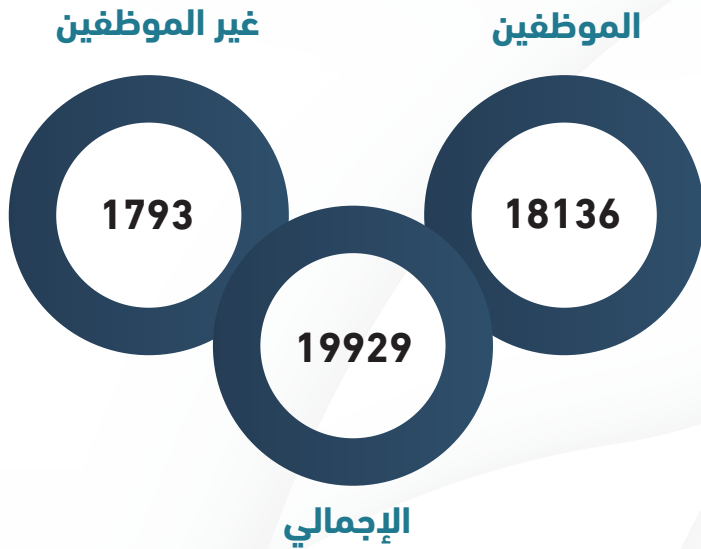 الموظفين
غير الموظفين
18136
1793
19929
الإجمالي